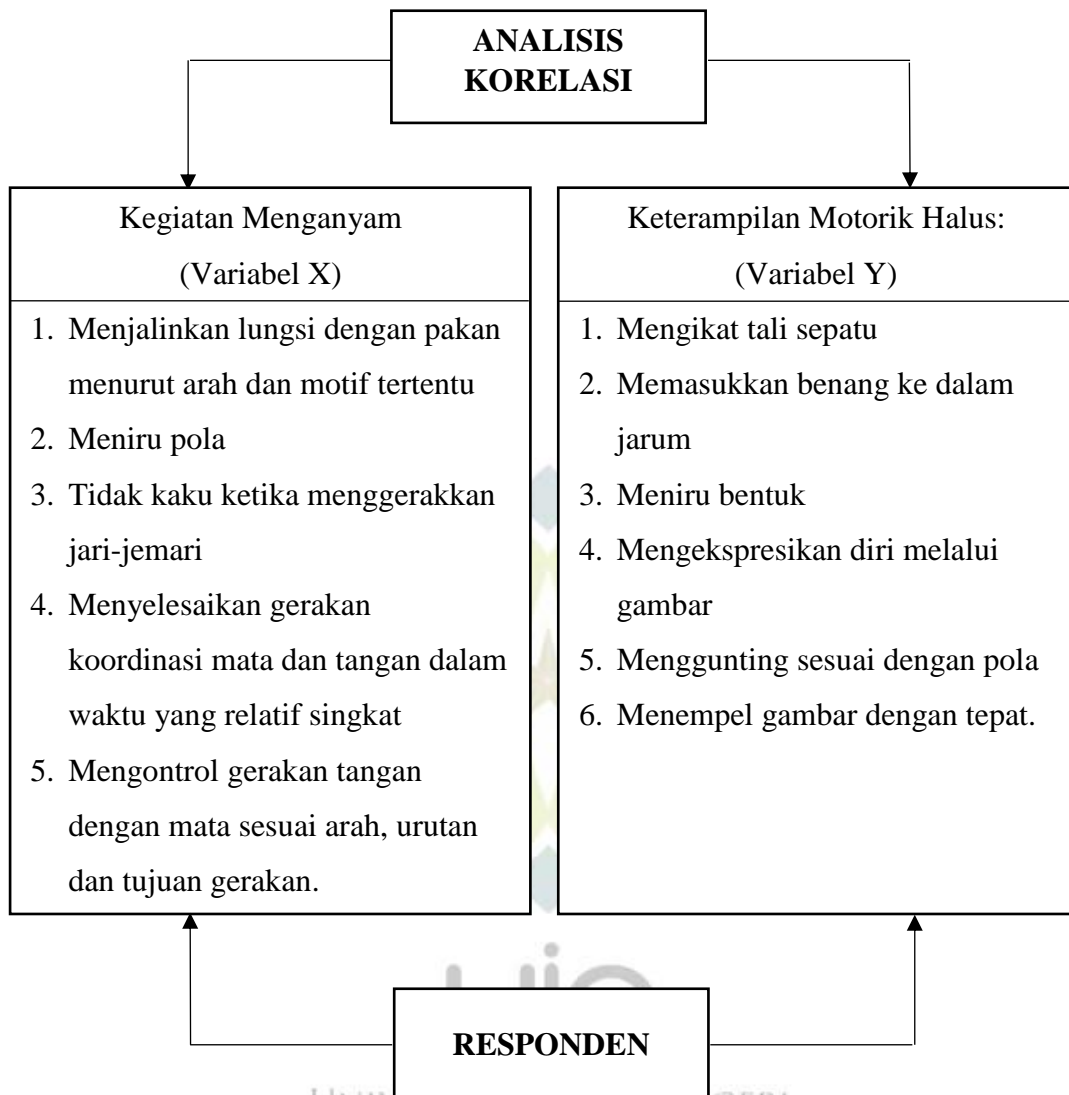 ANALISIS
KORELASI
Kegiatan Menganyam
(Variabel X)
1. Menjalinkan lungsi dengan pakan
menurut arah dan motif tertentu
2. Meniru pola
3. Tidak kaku ketika menggerakkan
jari-jemari
4. Menyelesaikan gerakan
koordinasi mata dan tangan dalam
waktu yang relatif singkat
5. Mengontrol gerakan tangan
dengan mata sesuai arah, urutan
dan tujuan gerakan.
Keterampilan Motorik Halus:
(Variabel Y)
1. Mengikat tali sepatu
2. Memasukkan benang ke dalam
jarum
3. Meniru bentuk
4. Mengekspresikan diri melalui
gambar
5. Menggunting sesuai dengan pola
6. Menempel gambar dengan tepat.
RESPONDEN